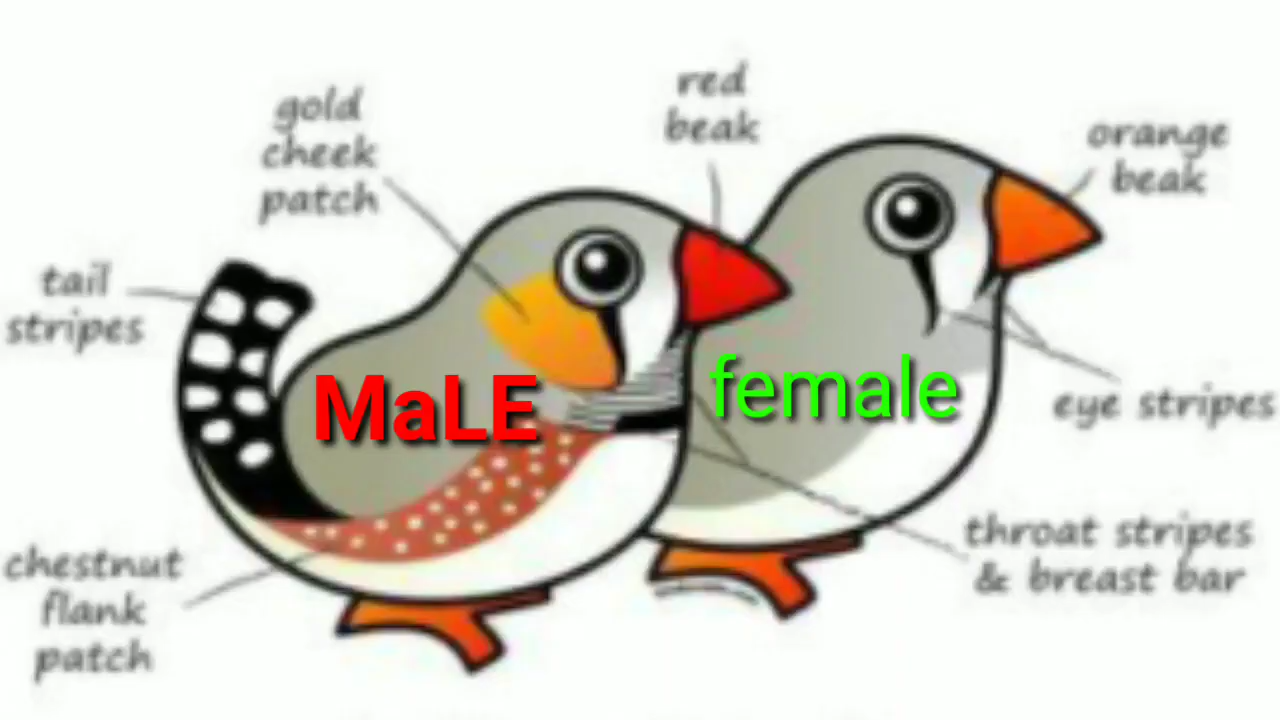 gold
cheek
patch
red
beak
orange
beak
tail
stripes
MaLE
female
eye stripes
throat stripes
& breast bar
chestnut
flank
patch